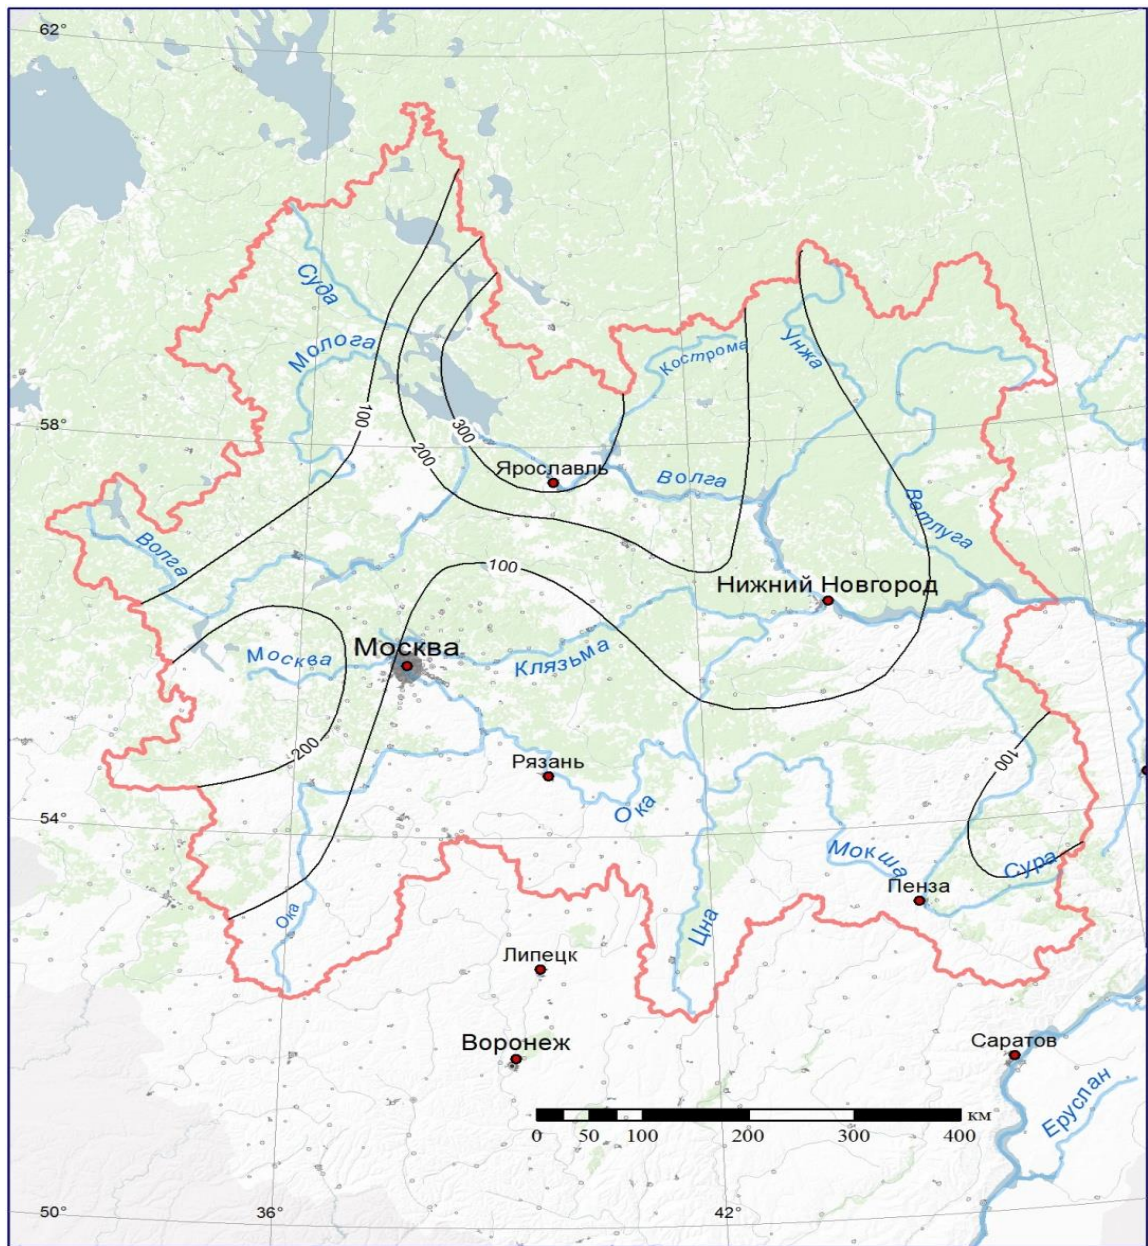 62°
Суда
Молога
Кострома
Унжа
58°
100
200
300
Ярославль
Волга
Ветлуга
Волга
100
Нижний Новгород
Москва
Москва
Клязьма
200
100
Рязань
Ока
54°
Мокша
Сура
Пенза
Ока
Цна
Липецк
Воронеж
Саратов
Еруслан
км
0 50 100 200 300 400
50°
36°
42°